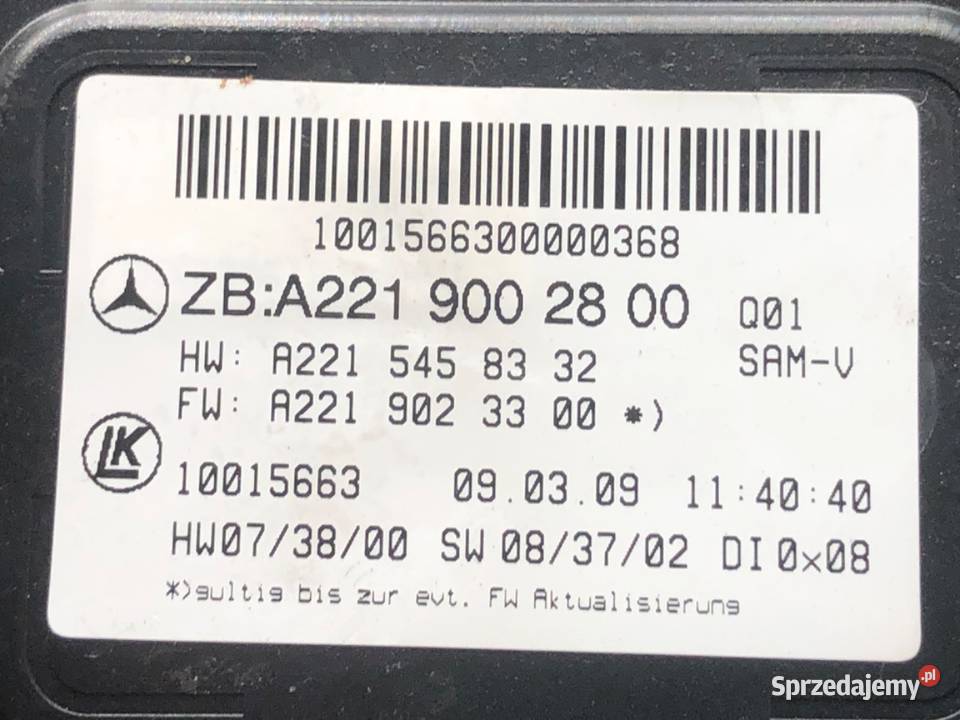 1001566300000368
ZB:A221 900 28 00 Q01
HW: A221 545 83 32 SAM-V
FW: A221 902 33 00 *)
LK
10015663 09.03.09 11:40:40
HW07/38/00 SW 08/37/02 DI 0x08
*)gultig bis zur evt. FW Aktualisierung
Sprzedajemy.pl